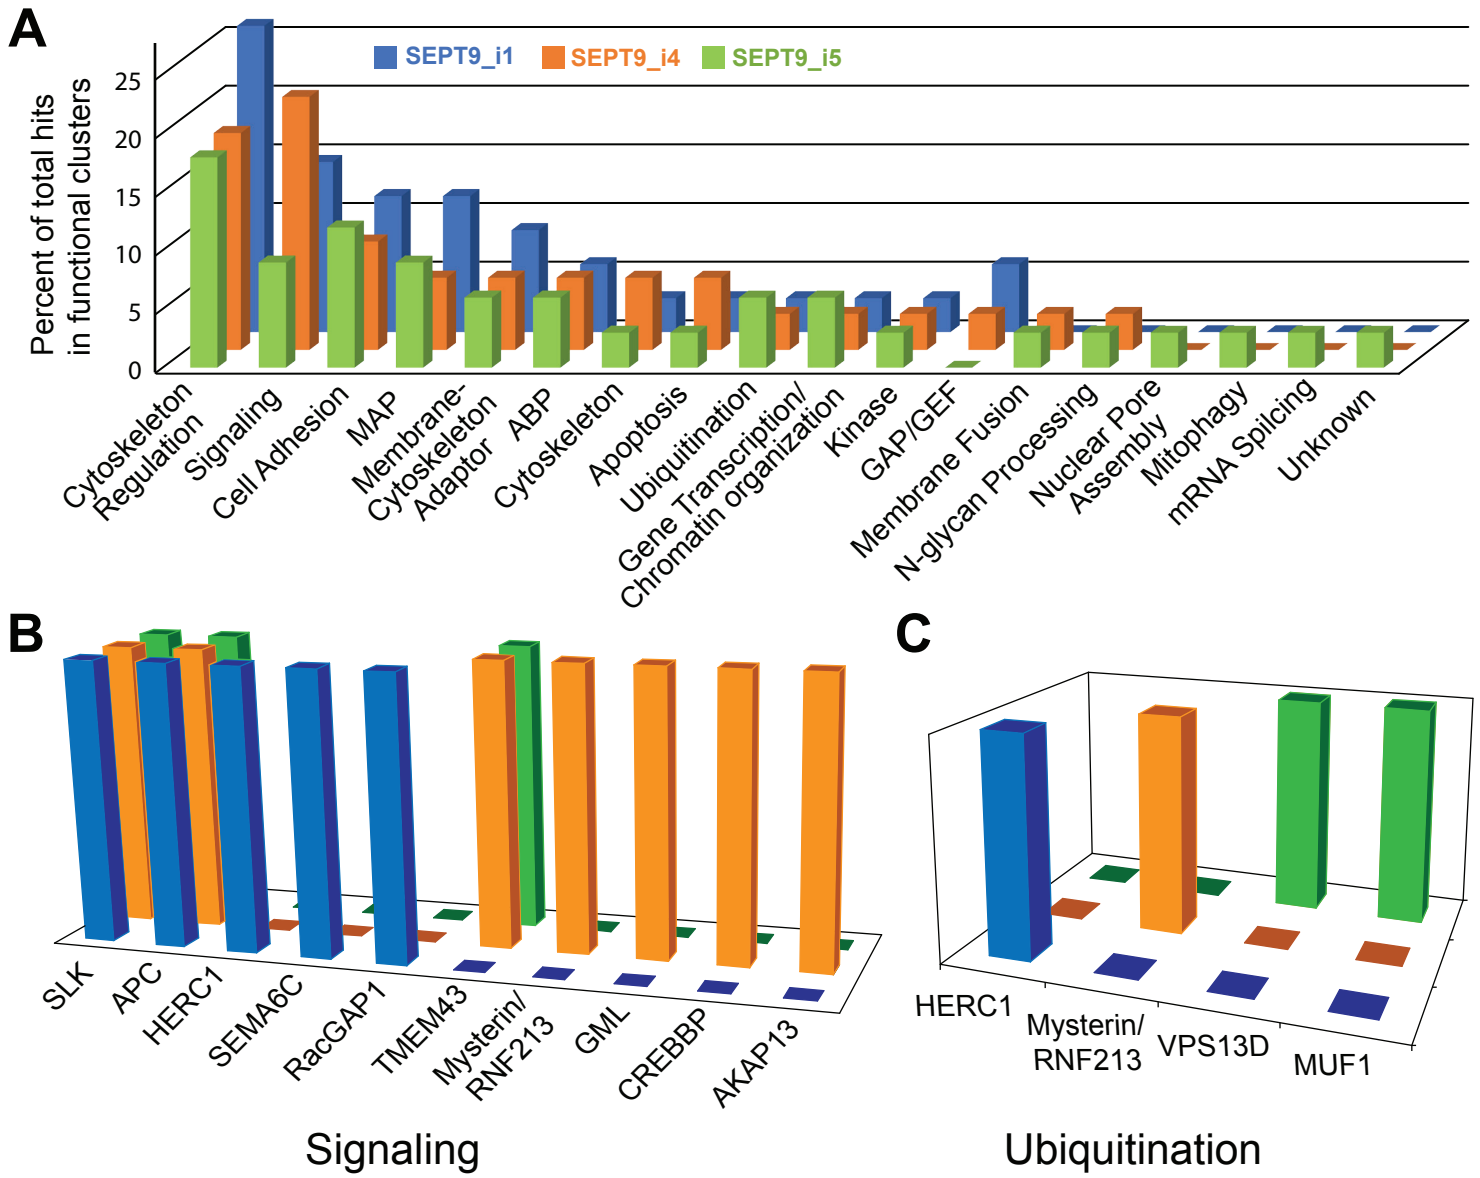 A
SEPT9_i1 SEPT9_i4 SEPT9_i5
Percent of total hits
in functional clusters
25
20
15
10
5
0
Cytoskeleton
Regulation
Signaling
Cell Adhesion
MAP
Membrane-
Cytoskeleton
Adaptor
ABP
Cytoskeleton
Apoptosis
Ubiquitination
Gene Transcription/
Chromatin organization
Kinase
GAP/GEF
Membrane Fusion
N-glycan Processing
Nuclear Pore
Assembly
Mitophagy
mRNA Spilcing
Unknown
B
SLK
APC
HERC1
SEMA6C
RacGAP1
TMEM43
Mysterin/
RNF213
GML
CREBBP
AKAP13
Signaling
C
HERC1
Mysterin/
RNF213
VPS13D
MUF1
Ubiquitination